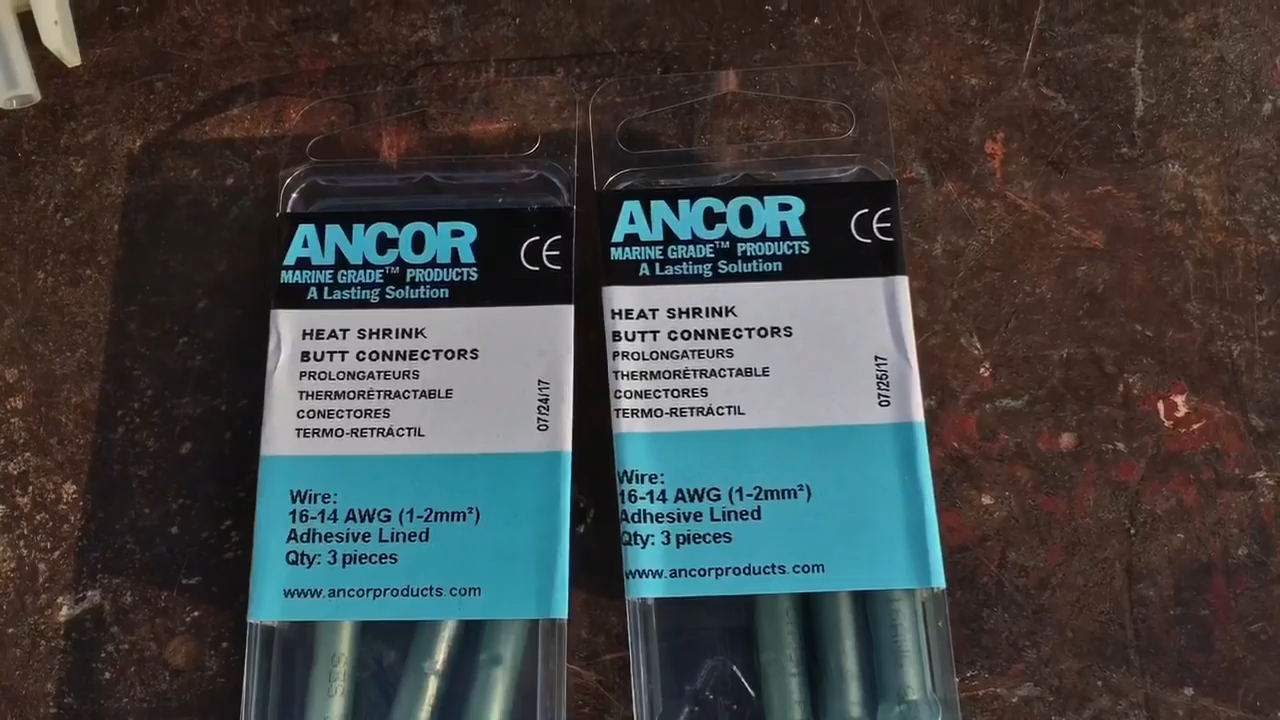 ANCOR
CE
MARINE GRADE™ PRODUCTS
A Lasting Solution
HEAT SHRINK
BUTT CONNECTORS
PROLONGATEURS
THERMORÉTRACTABLE
CONECTORES
TERMO-RETRÁCTIL
07/24/17
Wire:
16-14 AWG (1-2mm²)
Adhesive Lined
Qty: 3 pieces
www.ancorproducts.com
ANCOR
CE
MARINE GRADE™ PRODUCTS
A Lasting Solution
HEAT SHRINK
BUTT CONNECTORS
PROLONGATEURS
THERMORÉTRACTABLE
CONECTORES
TERMO-RETRÁCTIL
07/25/17
Wire:
16-14 AWG (1-2mm²)
Adhesive Lined
Qty: 3 pieces
www.ancorproducts.com